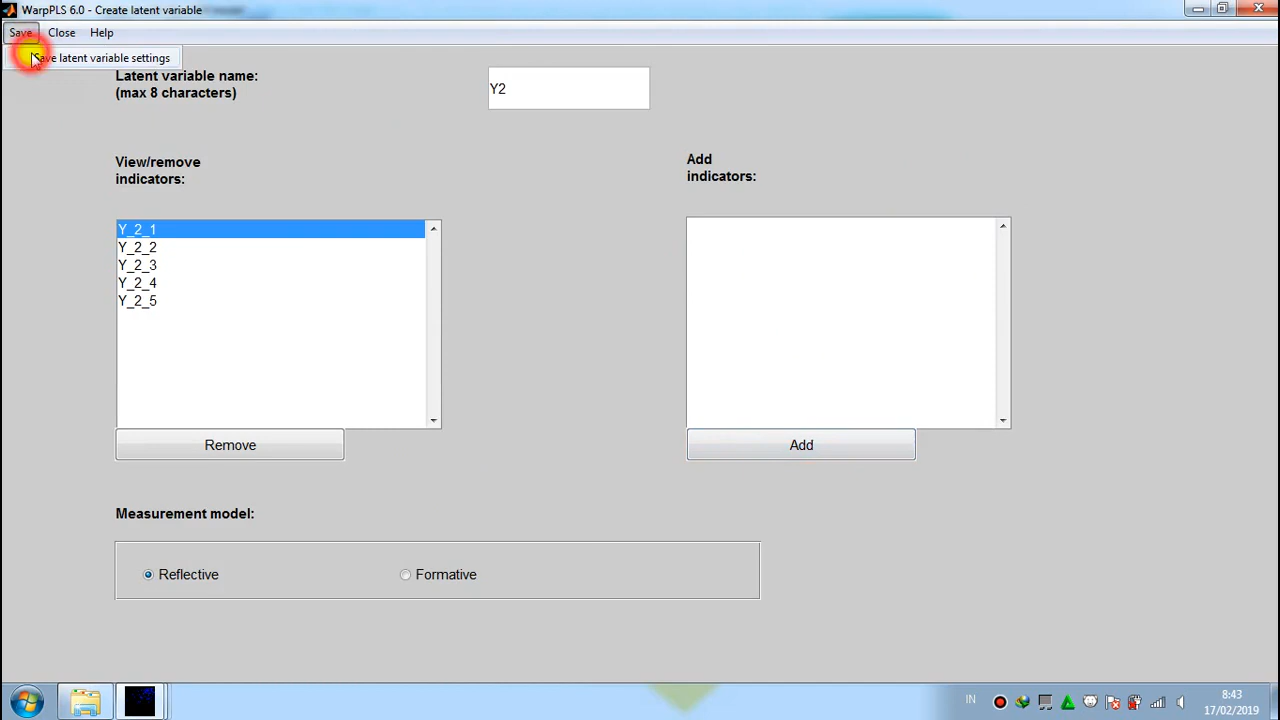 WarpPLS 6.0 - Create latent variable
Save Close Help
Save latent variable settings
Latent variable name:
(max 8 characters)
Y2
View/remove
indicators:
Add
indicators:
Y_2_1
Y_2_2
Y_2_3
Y_2_4
Y_2_5
Remove
Add
Measurement model:
Reflective
Formative
IN
8:43
17/02/2019